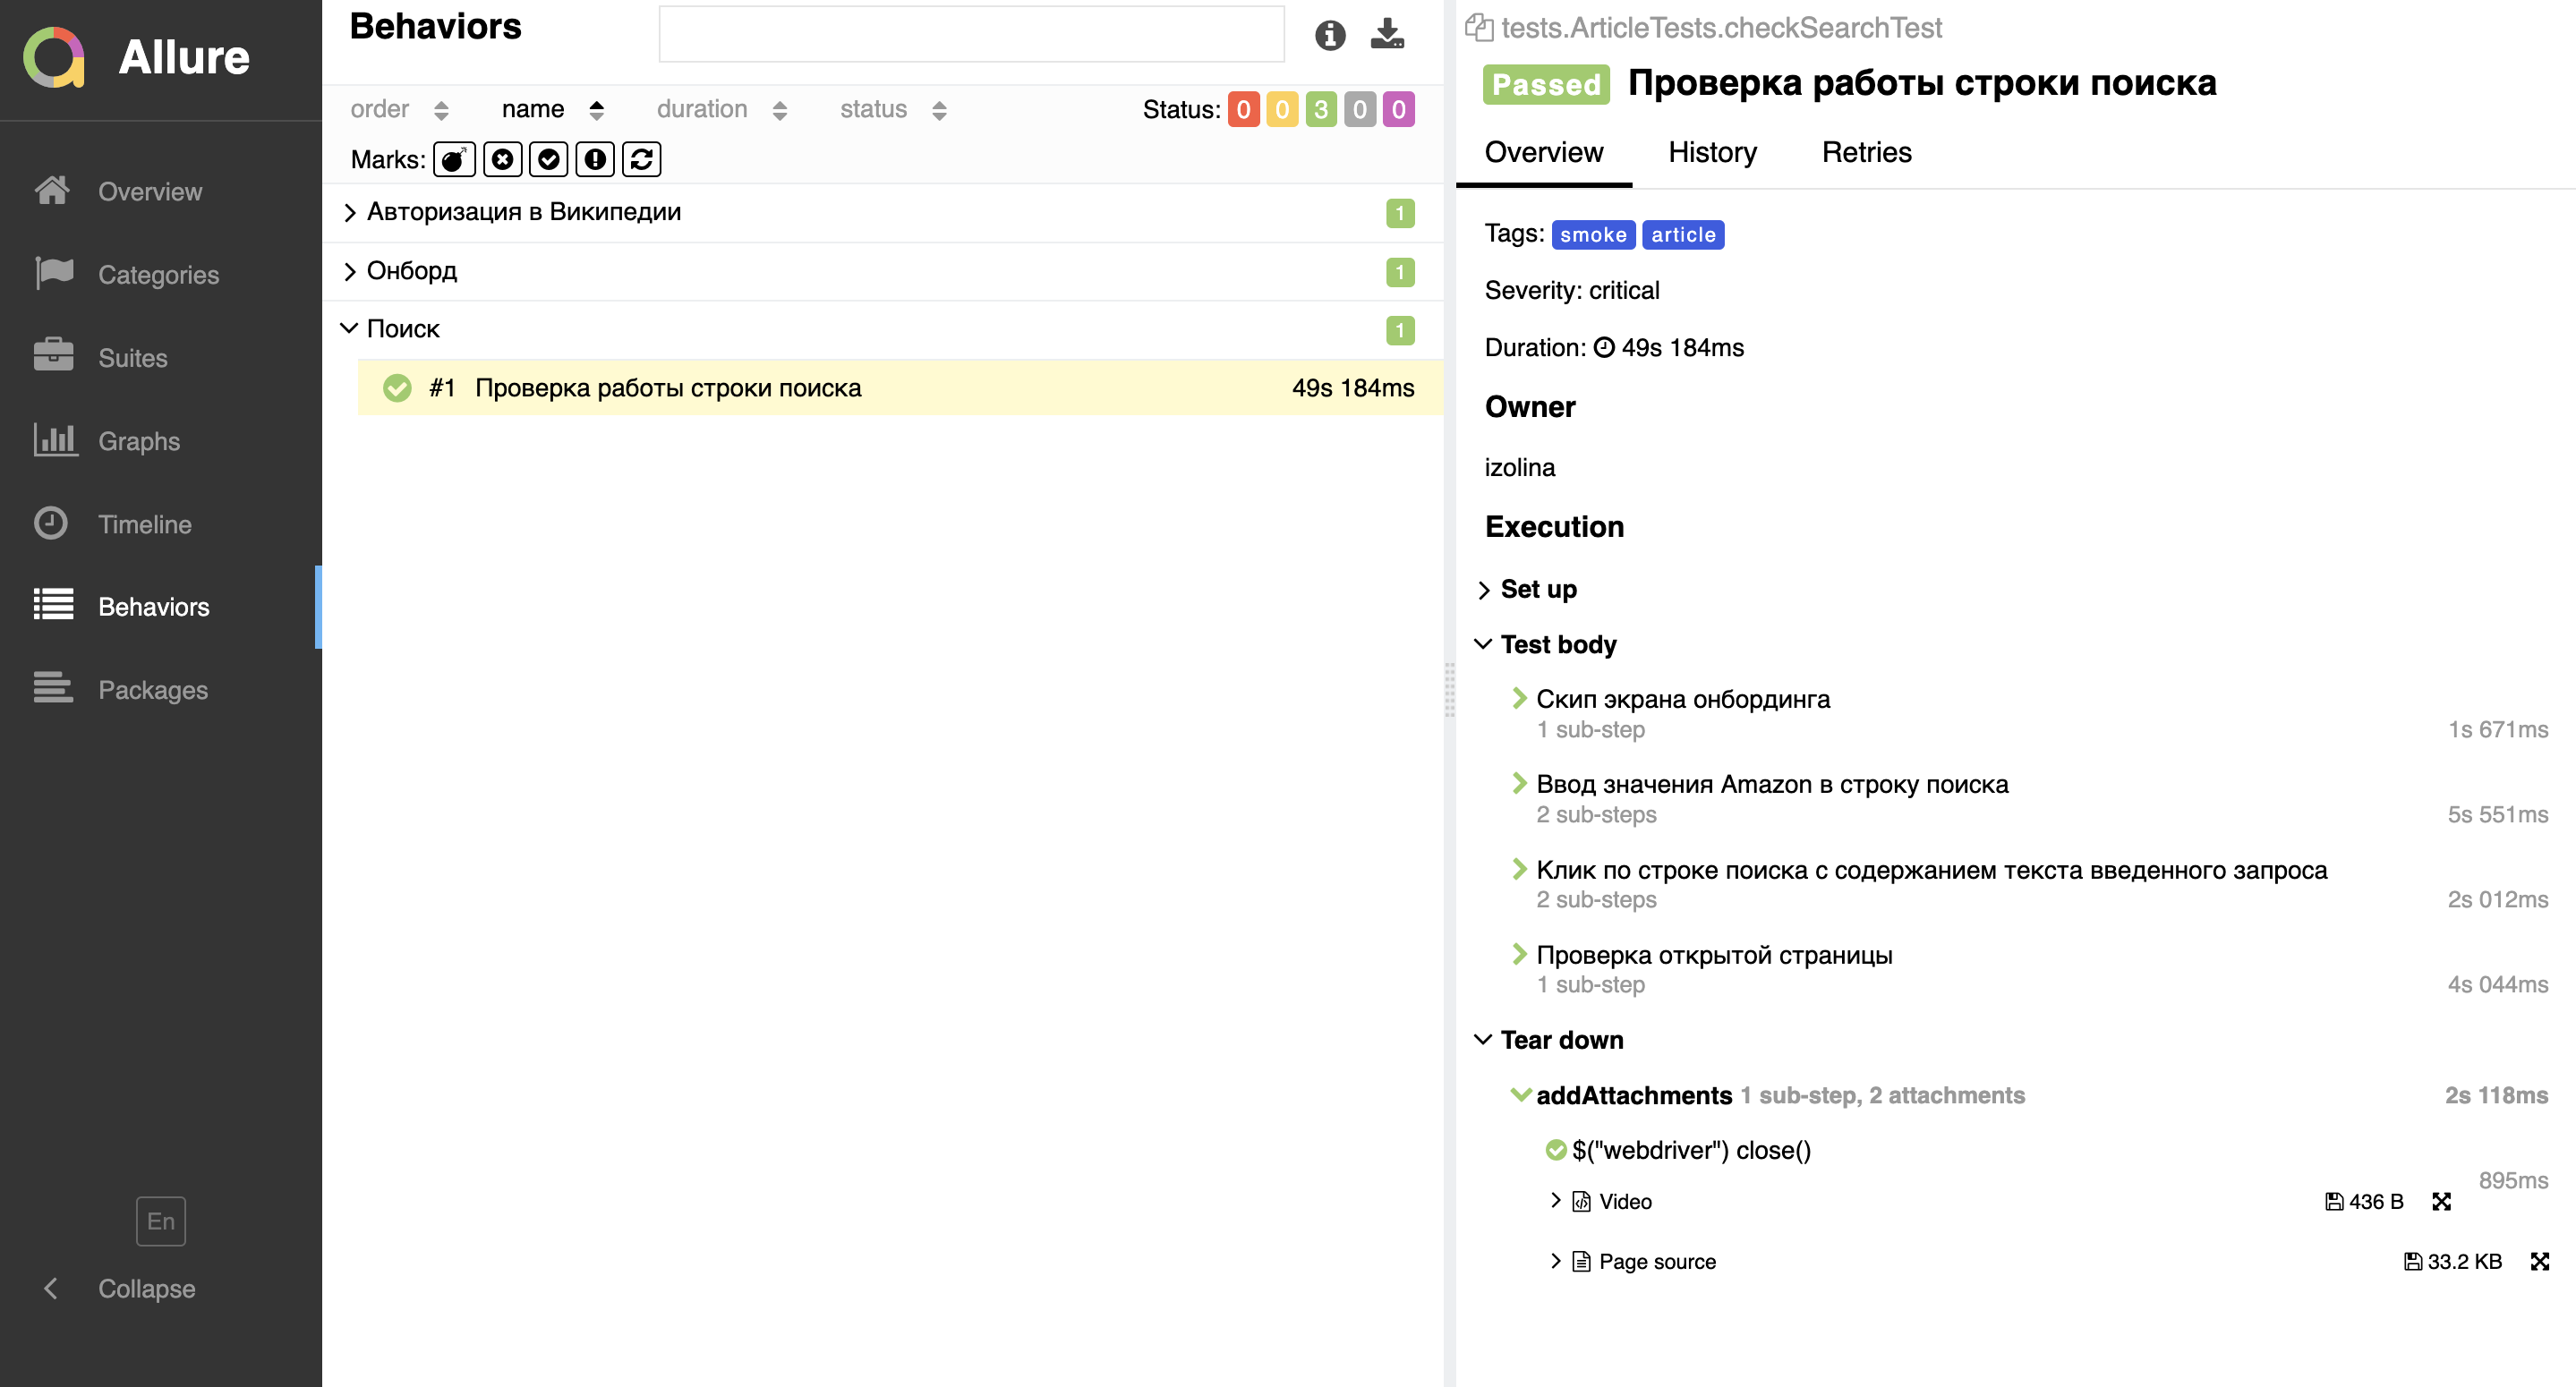 Allure
Overview
Categories
Suites
Graphs
Timeline
Behaviors
Packages
En
Collapse
Behaviors
order name duration status Status: 0 0 3 0 0
Marks:
Авторизация в Википедии 1
Онборд 1
Поиск 1
#1 Проверка работы строки поиска 49s 184ms
tests.ArticleTests.checkSearchTest
Passed Проверка работы строки поиска
Overview History Retries
Tags: smoke article
Severity: critical
Duration: 49s 184ms
Owner
izolina
Execution
Set up
Test body
Скип экрана онбординга
1 sub-step 1s 671ms
Ввод значения Amazon в строку поиска
2 sub-steps 5s 551ms
Клик по строке поиска с содержанием текста введенного запроса
2 sub-steps 2s 012ms
Проверка открытой страницы
1 sub-step 4s 044ms
Tear down
addAttachments 1 sub-step, 2 attachments 2s 118ms
$("webdriver") close()
895ms
Video 436 B
Page source 33.2 KB